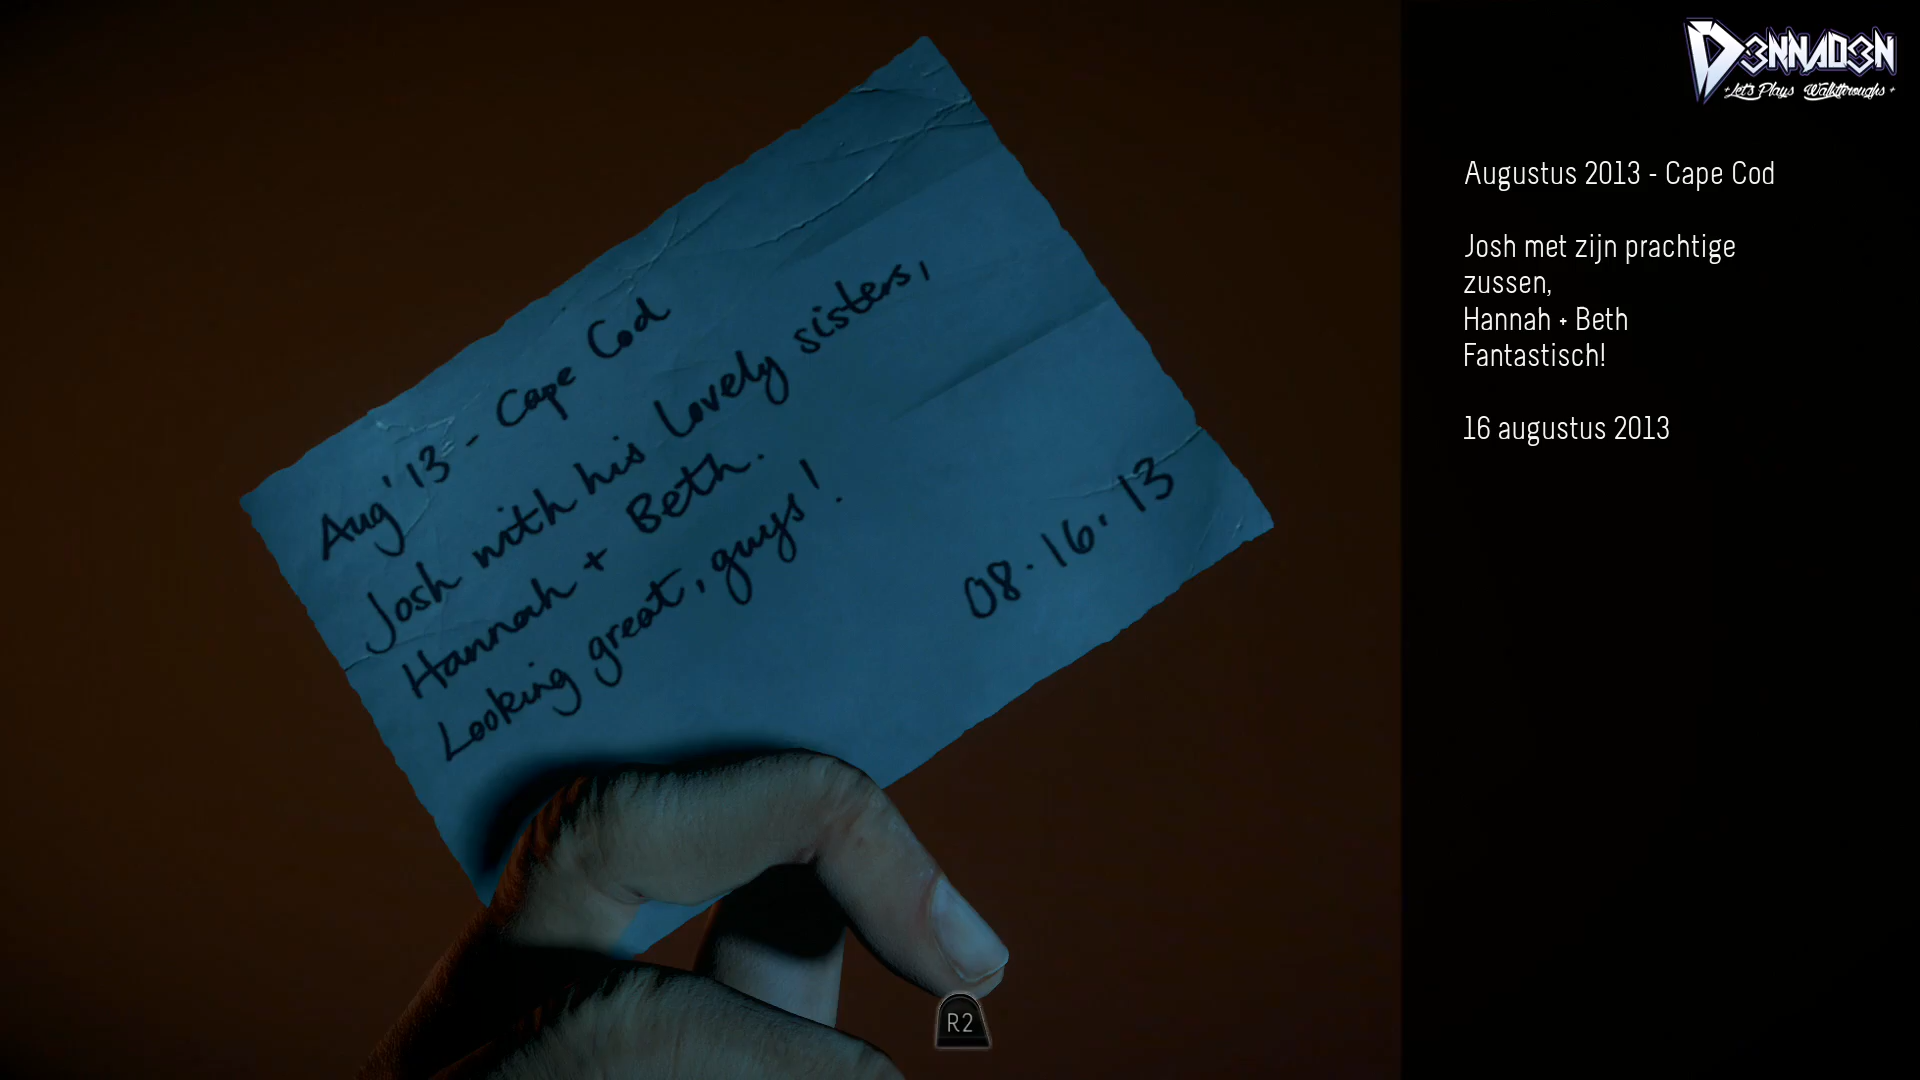 Aug '13 - Cape Cod
Josh with his lovely sisters,
Hannah + Beth.
Looking great, guys!
08.16.13
R2
D3NNAD3N
Let's Plays Walkthroughs
Augustus 2013 - Cape Cod
Josh met zijn prachtige
zussen,
Hannah + Beth
Fantastisch!
16 augustus 2013